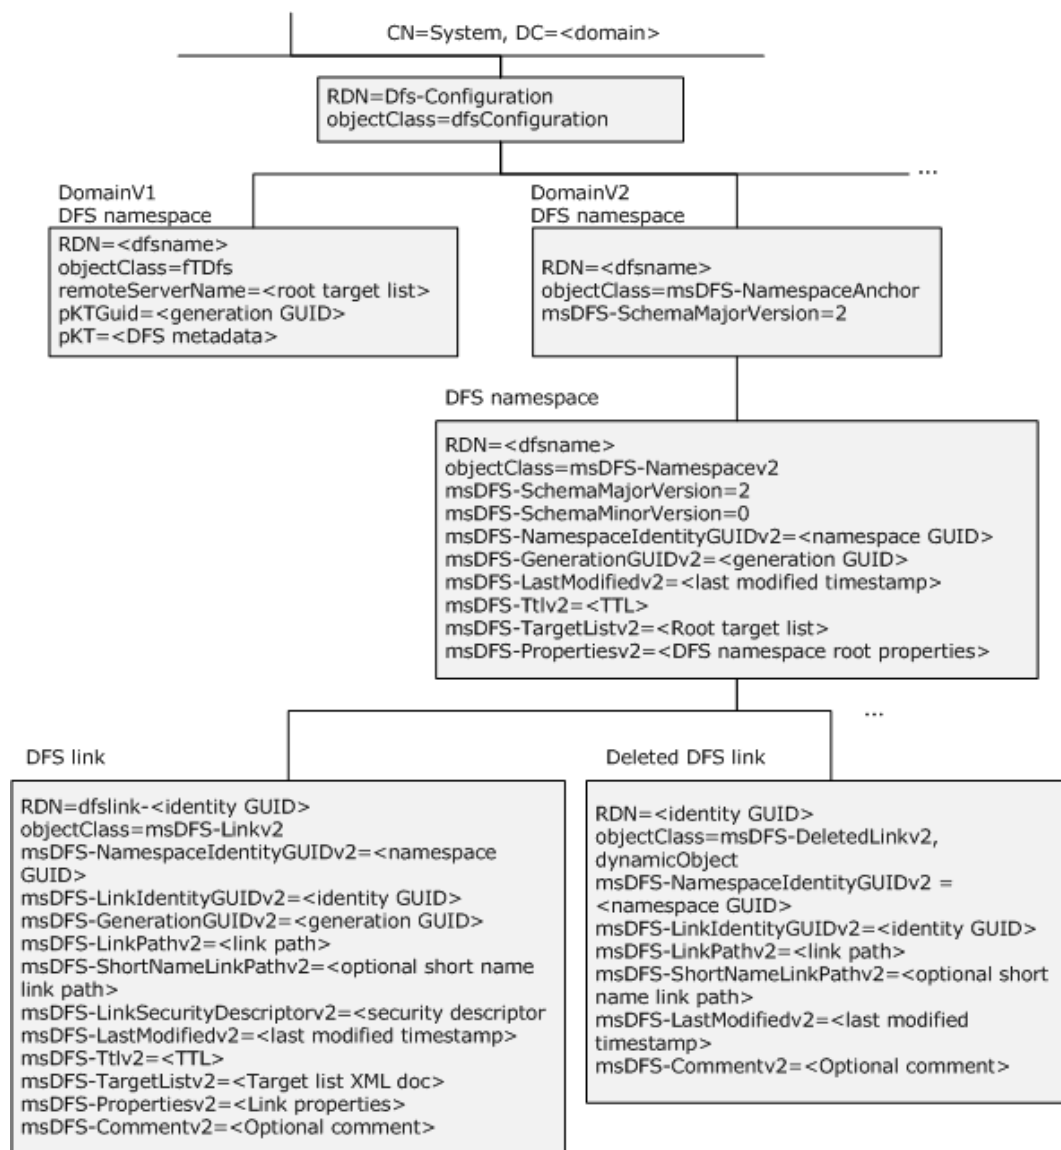 CN=System, DC=<domain>
RDN=Dfs-Configuration
objectClass=dfsConfiguration
...
DomainV1
DFS namespace
RDN=<dfsname>
objectClass=fTDfs
remoteServerName=<root target list>
pKTGuid=<generation GUID>
pKT=<DFS metadata>
DomainV2
DFS namespace
RDN=<dfsname>
objectClass=msDFS-NamespaceAnchor
msDFS-SchemaMajorVersion=2
DFS namespace
RDN=<dfsname>
objectClass=msDFS-Namespacev2
msDFS-SchemaMajorVersion=2
msDFS-SchemaMinorVersion=0
msDFS-NamespaceIdentityGUIDv2=<namespace GUID>
msDFS-GenerationGUIDv2=<generation GUID>
msDFS-LastModifiedv2=<last modified timestamp>
msDFS-Ttlv2=<TTL>
msDFS-TargetListv2=<Root target list>
msDFS-Propertiesv2=<DFS namespace root properties>
...
DFS link
RDN=dfslink-<identity GUID>
objectClass=msDFS-Linkv2
msDFS-NamespaceIdentityGUIDv2=<namespace
GUID>
msDFS-LinkIdentityGUIDv2=<identity GUID>
msDFS-GenerationGUIDv2=<generation GUID>
msDFS-LinkPathv2=<link path>
msDFS-ShortNameLinkPathv2=<optional short name
link path>
msDFS-LinkSecurityDescriptorv2=<security descriptor
msDFS-LastModifiedv2=<last modified timestamp>
msDFS-Ttlv2=<TTL>
msDFS-TargetListv2=<Target list XML doc>
msDFS-Propertiesv2=<Link properties>
msDFS-Commentv2=<Optional comment>
Deleted DFS link
RDN=<identity GUID>
objectClass=msDFS-DeletedLinkv2,
dynamicObject
msDFS-NamespaceIdentityGUIDv2 =
<namespace GUID>
msDFS-LinkIdentityGUIDv2=<identity GUID>
msDFS-LinkPathv2=<link path>
msDFS-ShortNameLinkPathv2=<optional short
name link path>
msDFS-LastModifiedv2=<last modified
timestamp>
msDFS-Commentv2=<Optional comment>